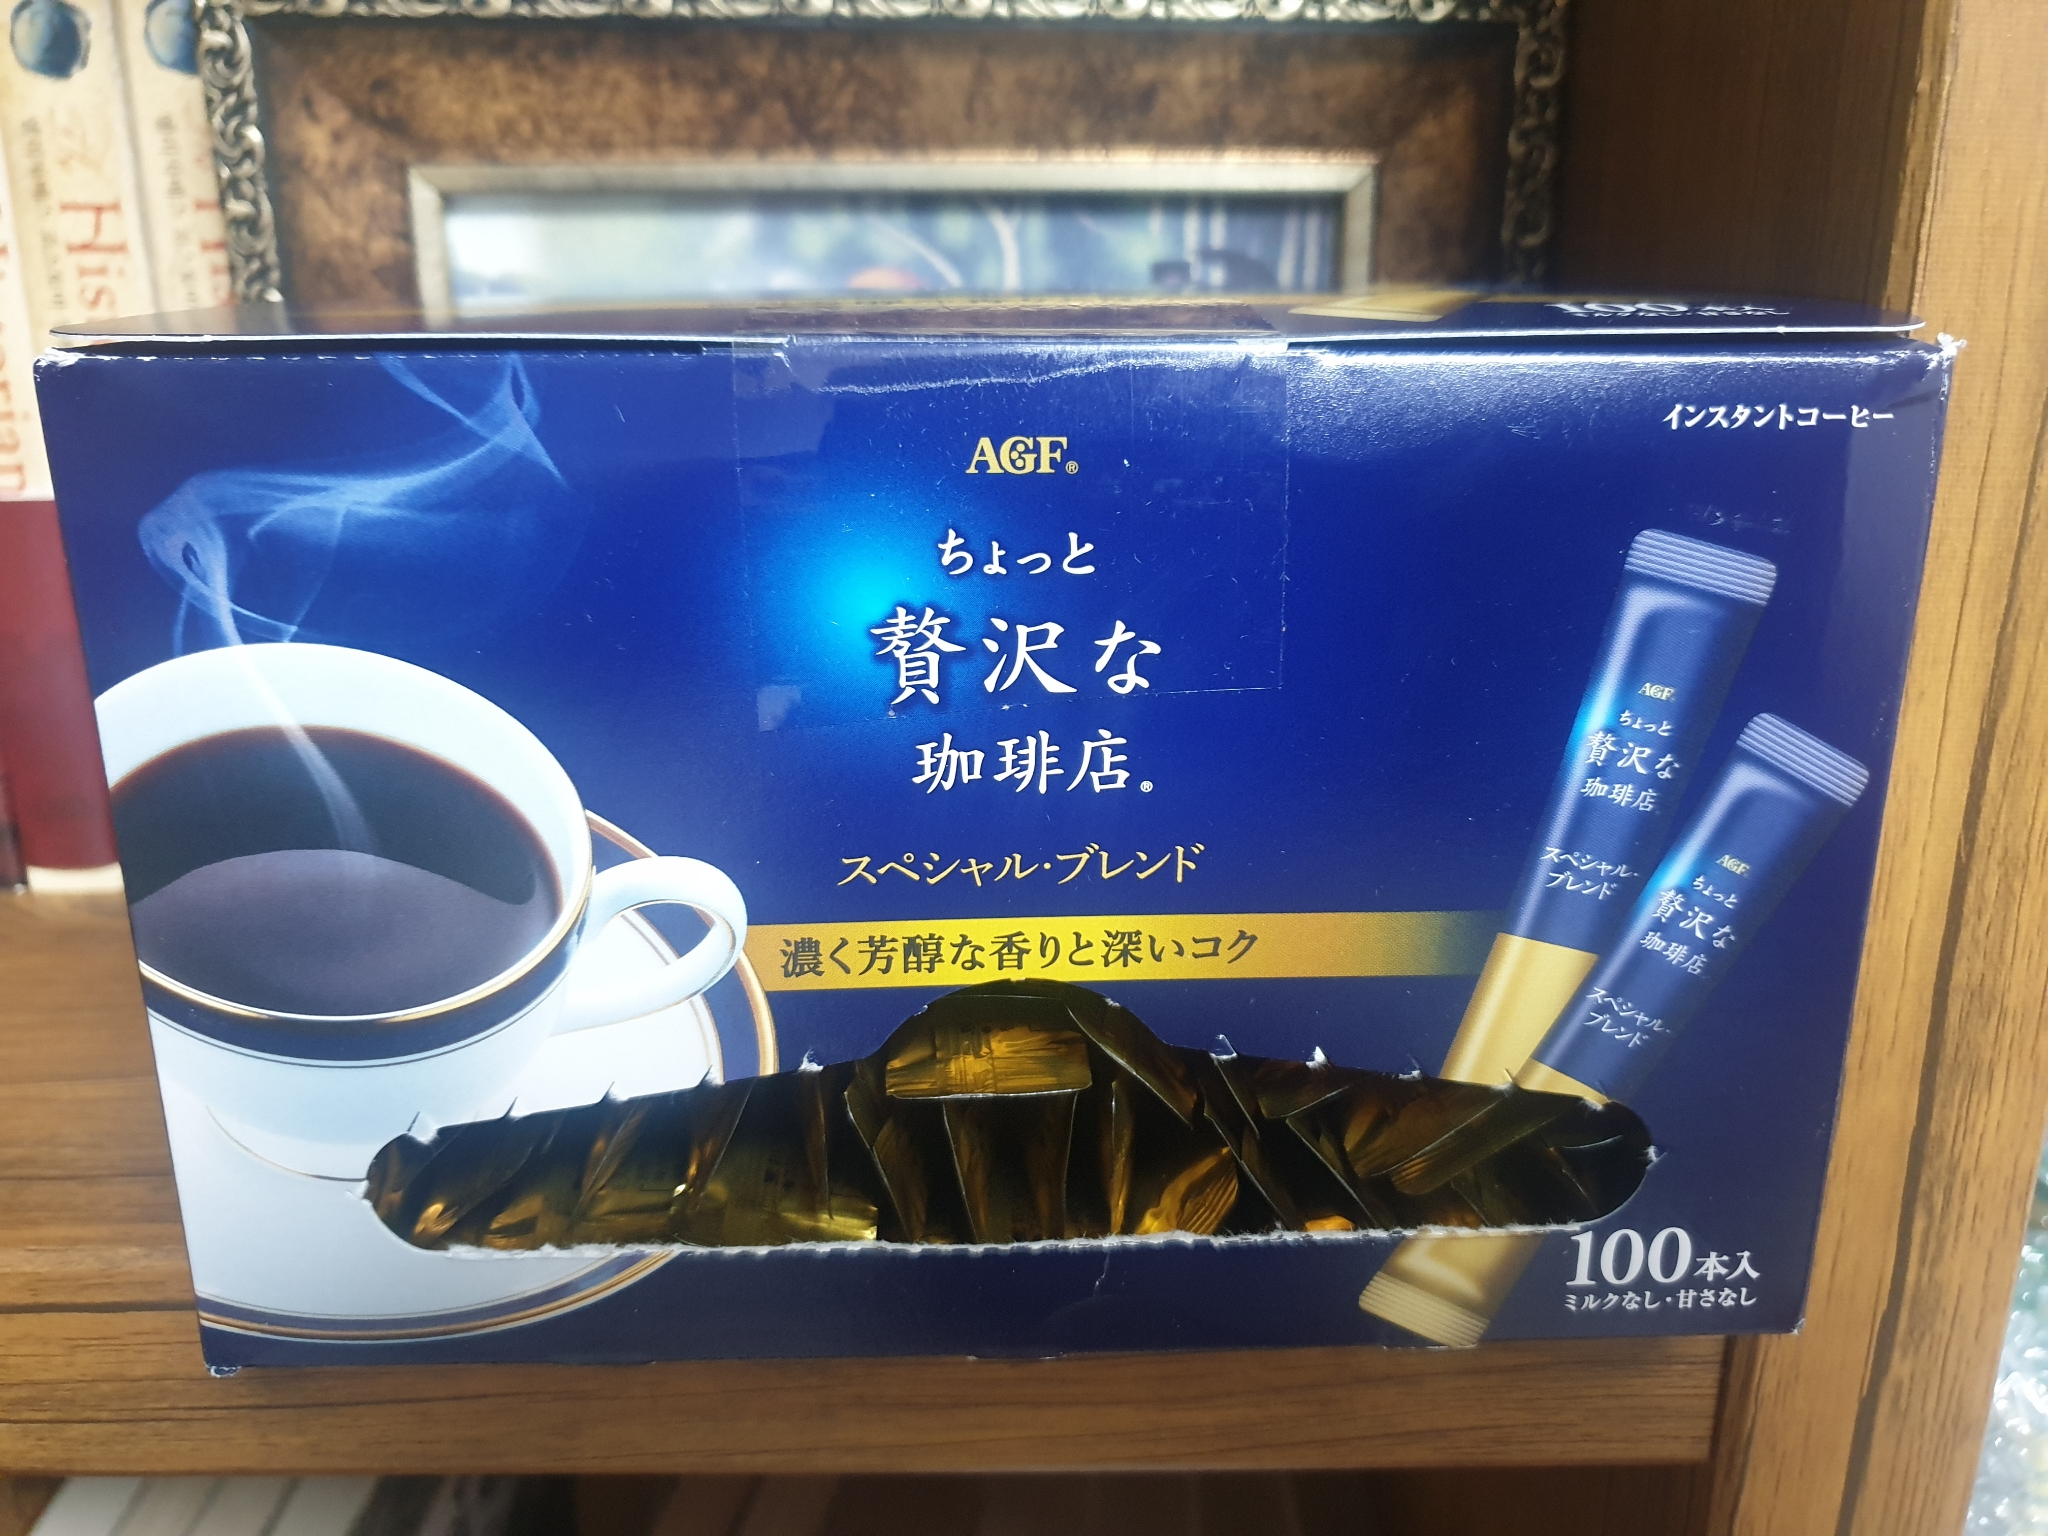 His
インスタントコーヒー
AGF®
ちょっと
贅沢な
珈琲店®
スペシャル・ブレンド
濃く芳醇な香りと深いコク
AGF
ちょっと
贅沢な
珈琲店
スペシャル・
ブレンド
AGF
ちょっと
贅沢な
珈琲店
スペシャル・
ブレンド
100本入
ミルクなし・甘さなし